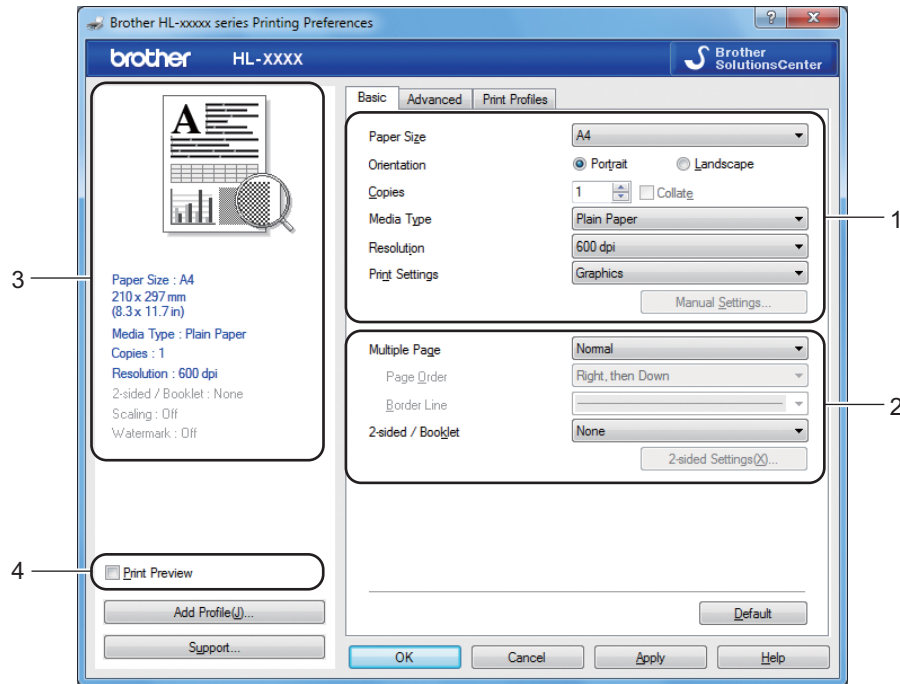 Brother HL-xxxxx series Printing Preferences
?
brother HL-XXXX
Brother
SolutionsCenter
Basic Advanced Print Profiles
A
Paper Size A4
Orientation Portrait Landscape
Copies 1 Collate
Media Type Plain Paper
1
Resolution 600 dpi
Print Settings Graphics
Manual Settings...
3
Paper Size : A4
210 x 297 mm
(8.3 x 11.7 in)
Media Type : Plain Paper
Copies : 1
Resolution : 600 dpi
2-sided / Booklet : None
Scaling : Off
Watermark : Off
Multiple Page Normal
Page Order Right, then Down
Border Line
2
2-sided / Booklet None
2-sided Settings(X)...
4
Print Preview
Add Profile(J)...
Default
Support...
OK Cancel Apply Help